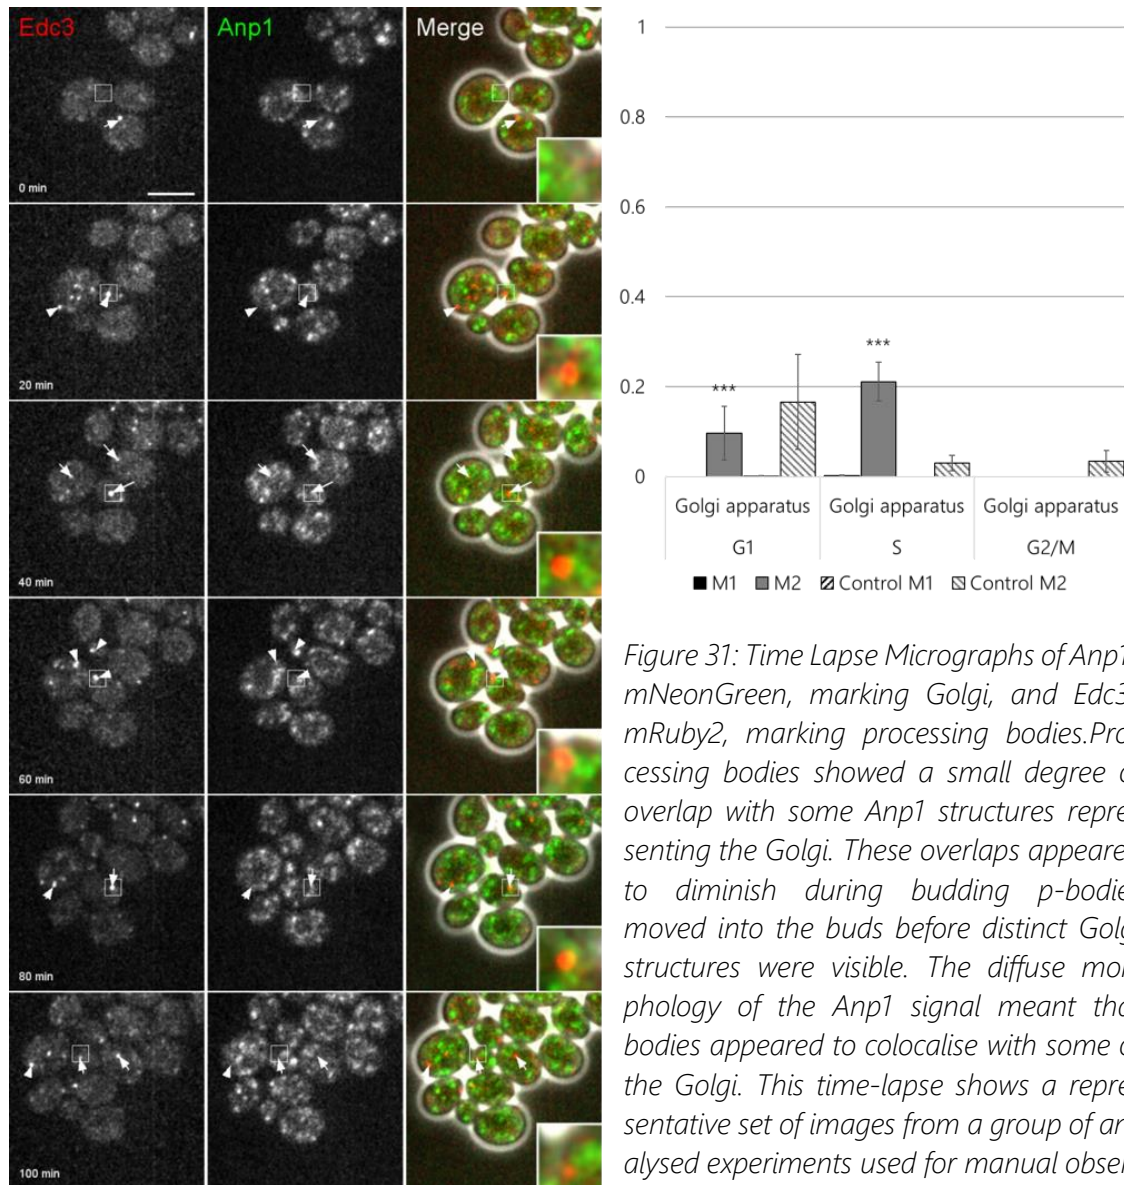 Edc3
Anp1
Merge
0 min
20 min
40 min
60 min
80 min
100 min
1
0.8
0.6
0.4
0.2
0
***
***
Golgi apparatus Golgi apparatus Golgi apparatus
G1 S G2/M
M1 M2 Control M1 Control M2
Figure 31: Time Lapse Micrographs of Anp1
mNeonGreen, marking Golgi, and Edc3
mRuby2, marking processing bodies.Pro
cessing bodies showed a small degree
overlap with some Anp1 structures repre
senting the Golgi. These overlaps appeare
to diminish during budding p-bodie
moved into the buds before distinct Golg
structures were visible. The diffuse mor
phology of the Anp1 signal meant tha
bodies appeared to colocalise with some
the Golgi. This time-lapse shows a repre
sentative set of images from a group of an
alysed experiments used for manual obser